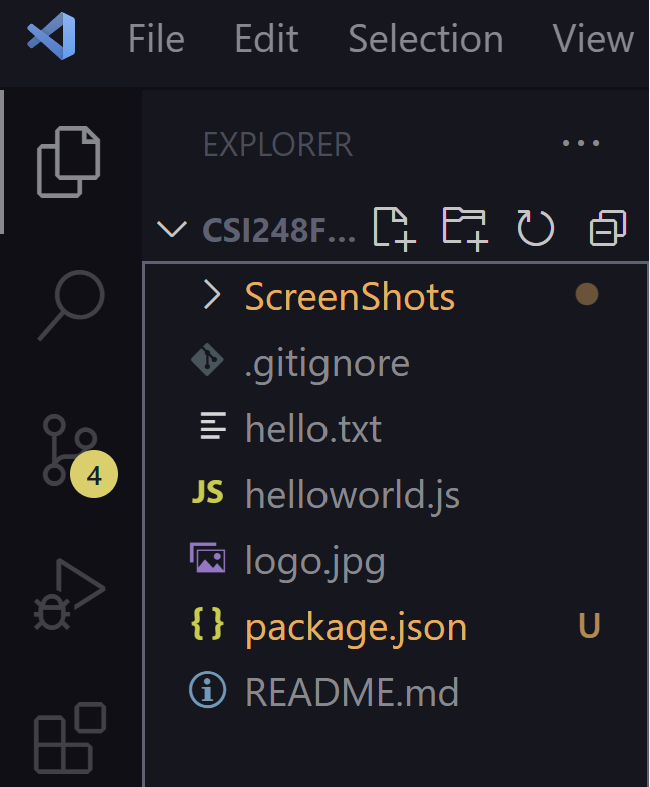 File Edit Selection View
EXPLORER ...
CSI248F...
ScreenShots
.gitignore
hello.txt
4
JS helloworld.js
logo.jpg
{ } package.json U
README.md